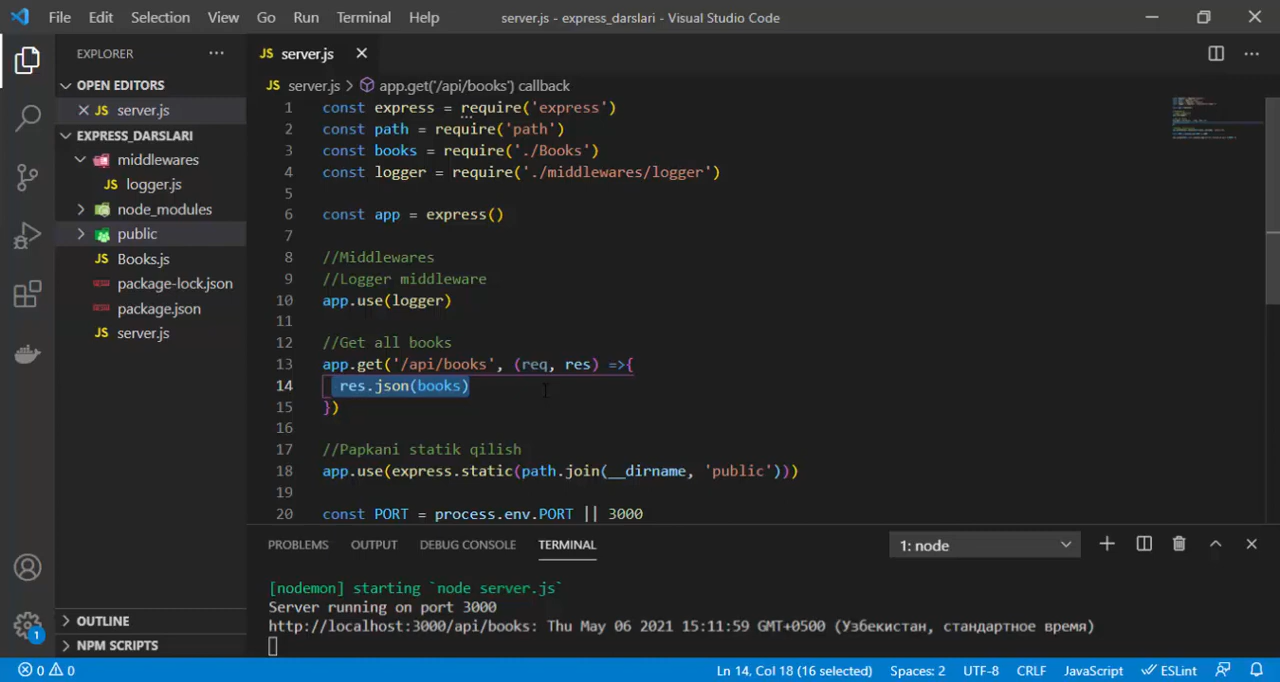 File Edit Selection View Go Run Terminal Help server.js - express_darslari - Visual Studio Code
EXPLORER
OPEN EDITORS
server.js
EXPRESS_DARSLARI
middlewares
JS logger.js
node_modules
public
JS Books.js
package-lock.json
package.json
JS server.js
OUTLINE
NPM SCRIPTS
JS server.js
JS server.js > app.get('/api/books') callback
1 const express = require('express')
2 const path = require('path')
3 const books = require('./Books')
4 const logger = require('./middlewares/logger')
5
6 const app = express()
7
8 //Middlewares
9 //Logger middleware
10 app.use(logger)
11
12 //Get all books
13 app.get('/api/books', (req, res) =>{
14 res.json(books)
15 })
16
17 //Papkani statik qilish
18 app.use(express.static(path.join(__dirname, 'public')))
19
20 const PORT = process.env.PORT || 3000
PROBLEMS OUTPUT DEBUG CONSOLE TERMINAL 1: node
[nodemon] starting `node server.js`
Server running on port 3000
http://localhost:3000/api/books: Thu May 06 2021 15:11:59 GMT+0500 (Узбекистан, стандартное время)
1
0 0 Ln 14, Col 18 (16 selected) Spaces: 2 UTF-8 CRLF JavaScript ESLint